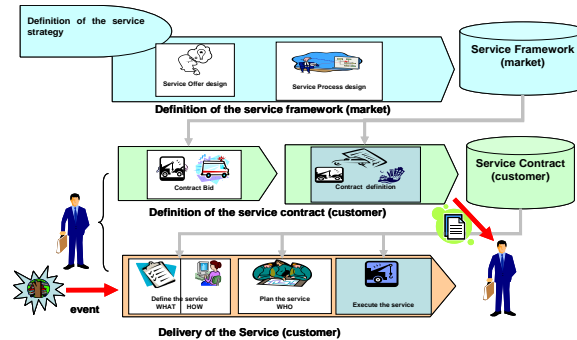 Definition of the service
strategy
Service Framework
(market)
Service Offer design
Service Process design
Definition of the service framework (market)
Service Contract
(customer)
Contract Bid
Contract definition
Definition of the service contract (customer)
event
Define the service
WHAT HOW
Plan the service
WHO
Execute the service
Delivery of the Service (customer)